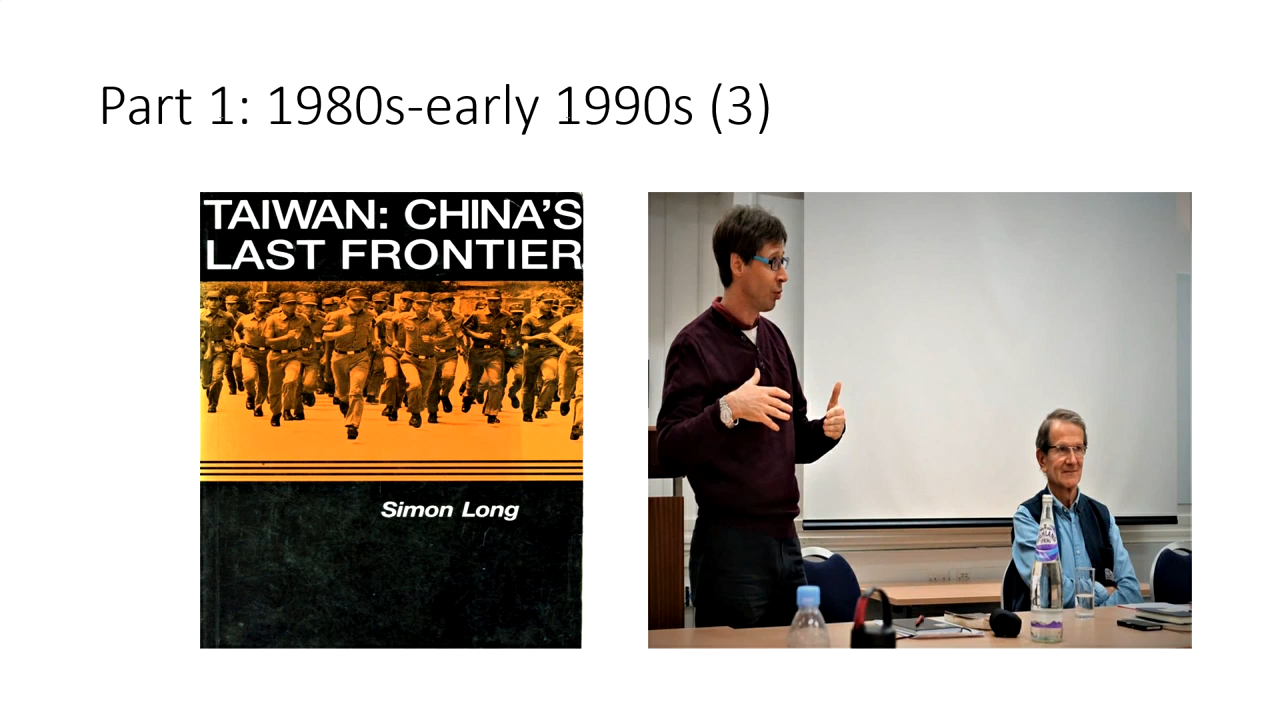 Part 1: 1980s-early 1990s (3)
TAIWAN: CHINA'S
LAST FRONTIER
Simon Long